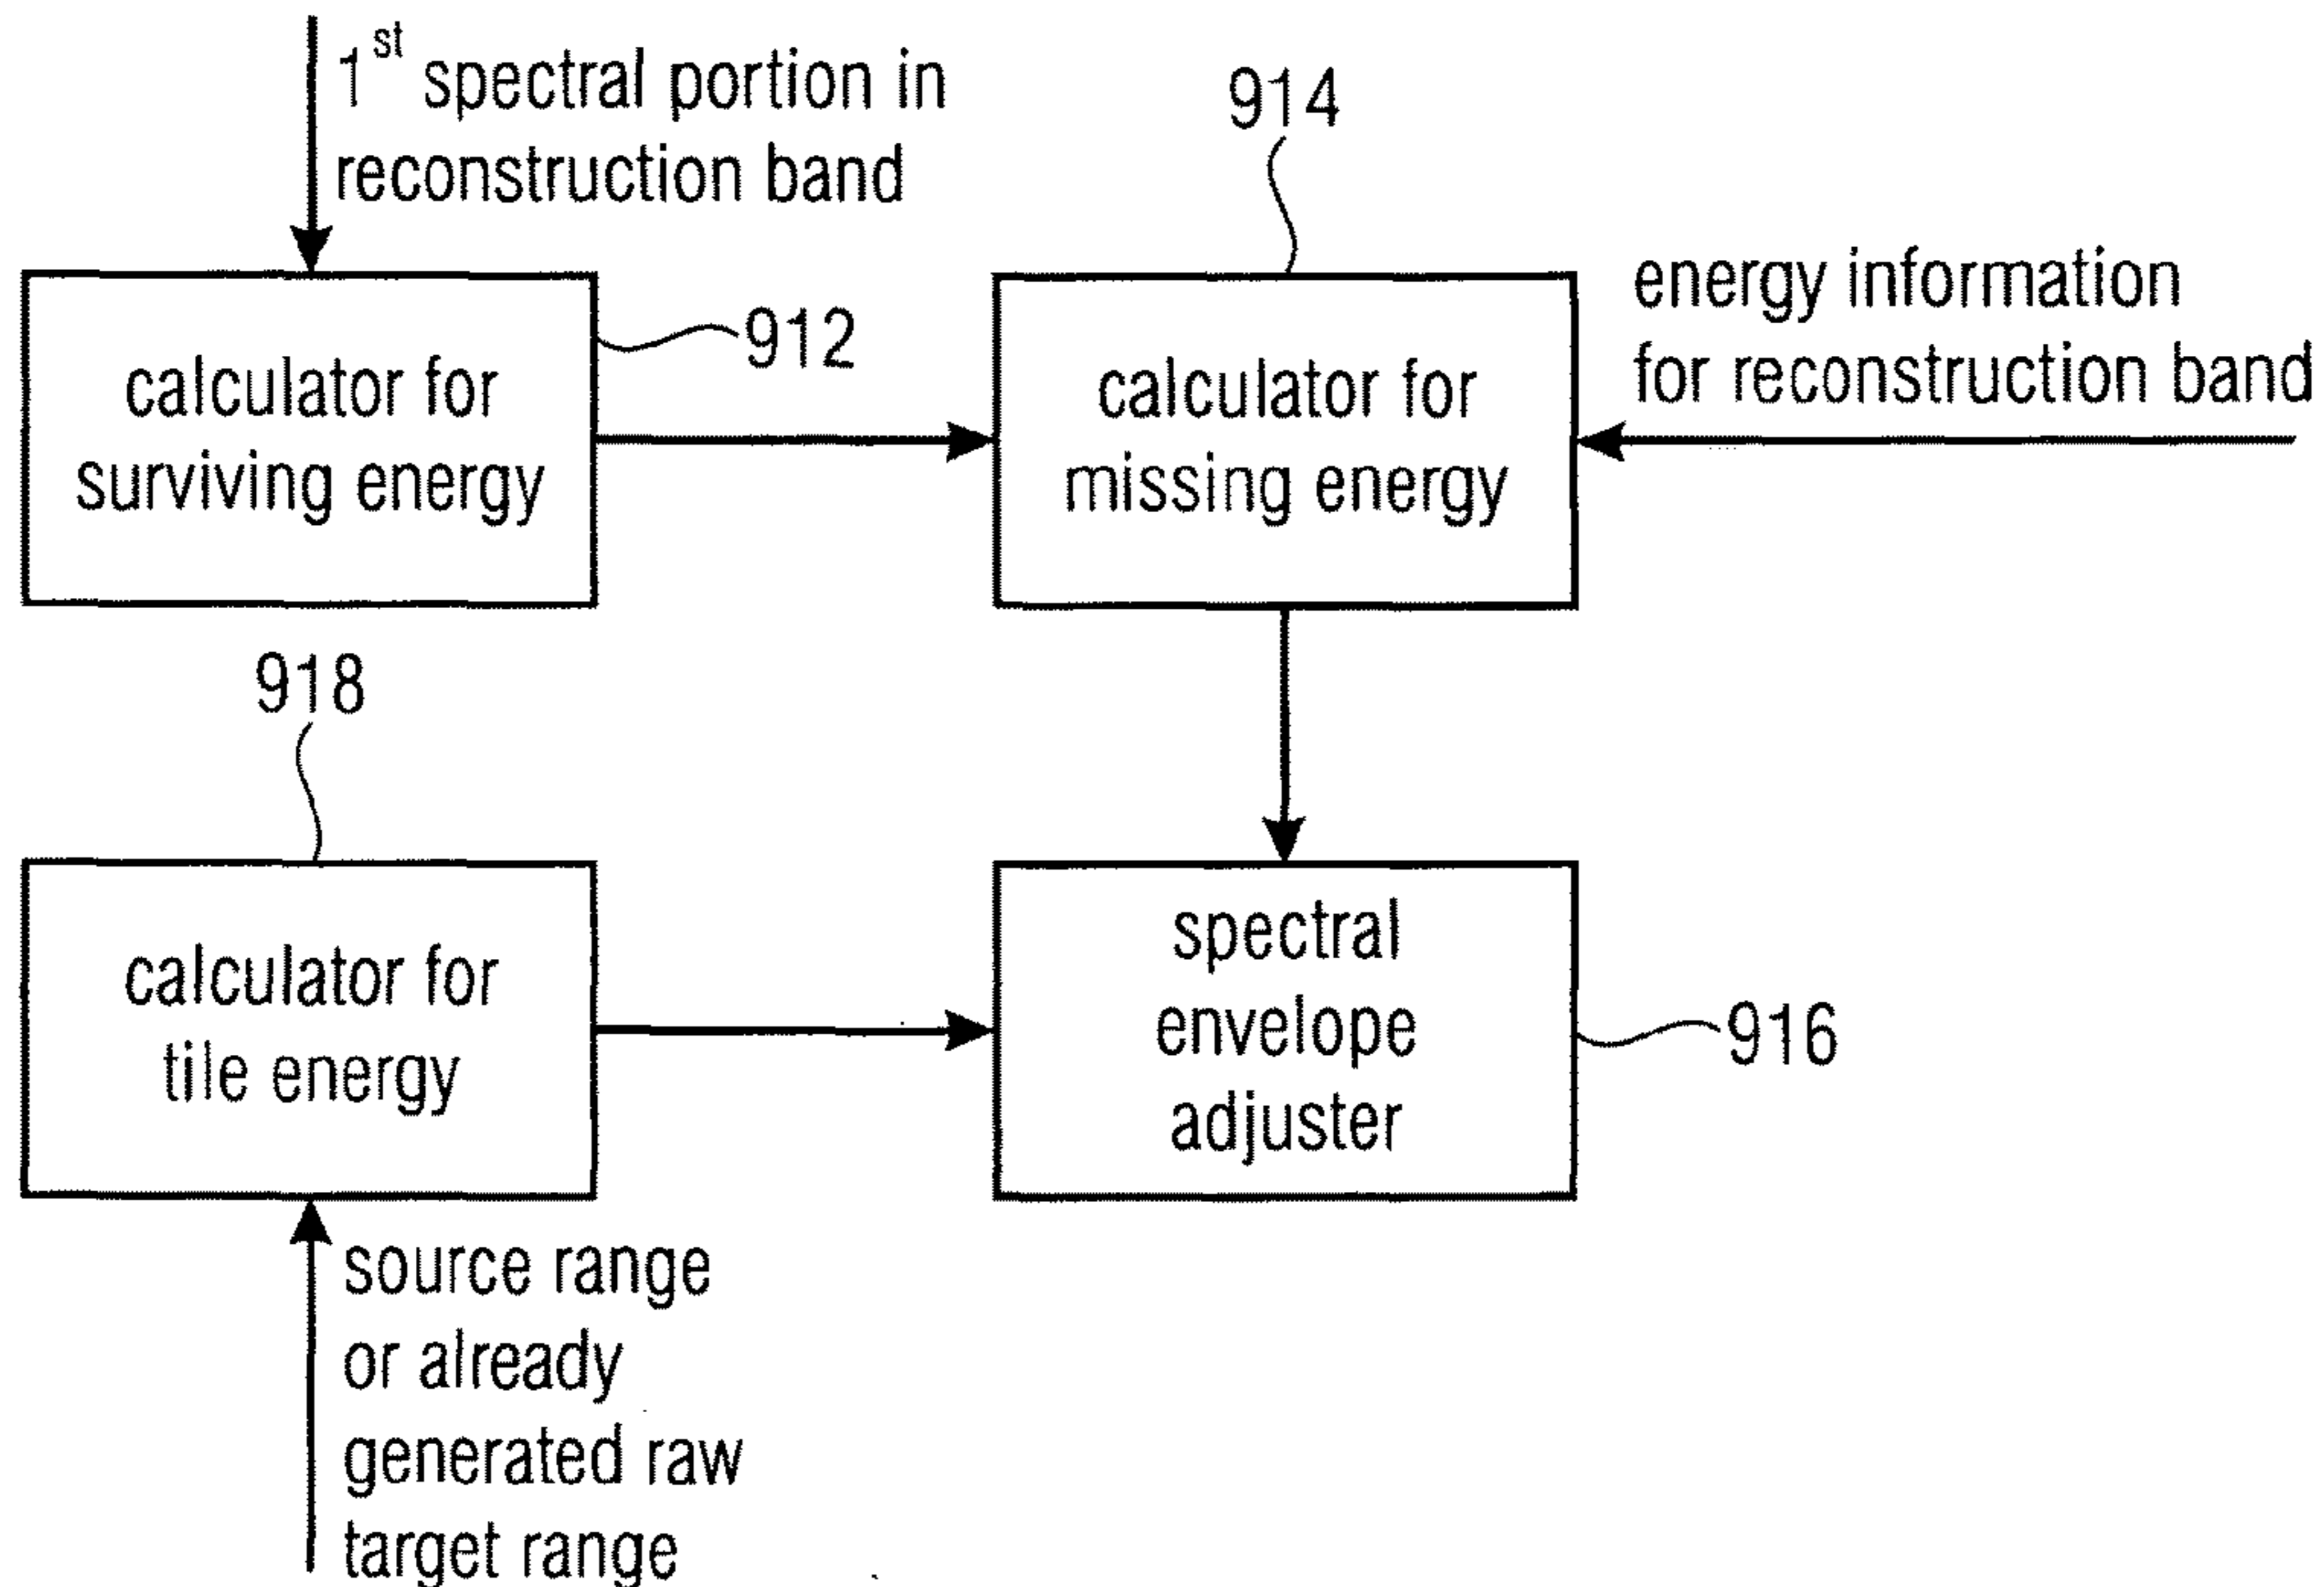 1st spectral portion in
reconstruction band
914
energy information
for reconstruction band
912
calculator for
surviving energy
calculator for
missing energy
918
calculator for
tile energy
spectral
envelope
adjuster
916
source range
or already
generated raw
target range